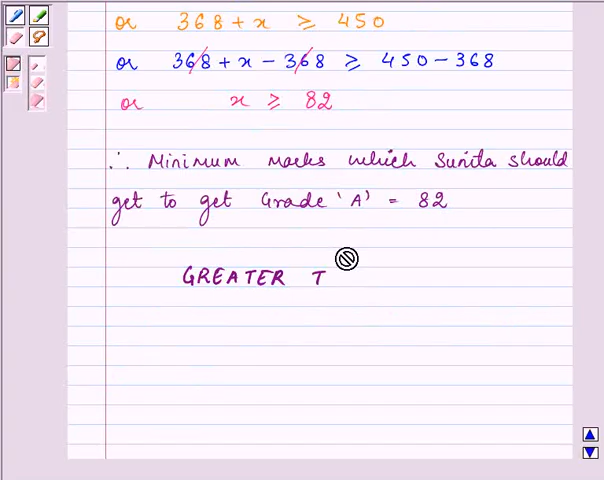 or 368 + x ≥ 450
or 368 + x - 368 ≥ 450 - 368
or x ≥ 82
∴ Minimum marks which Sunita should
get to get Grade 'A' = 82
GREATER T